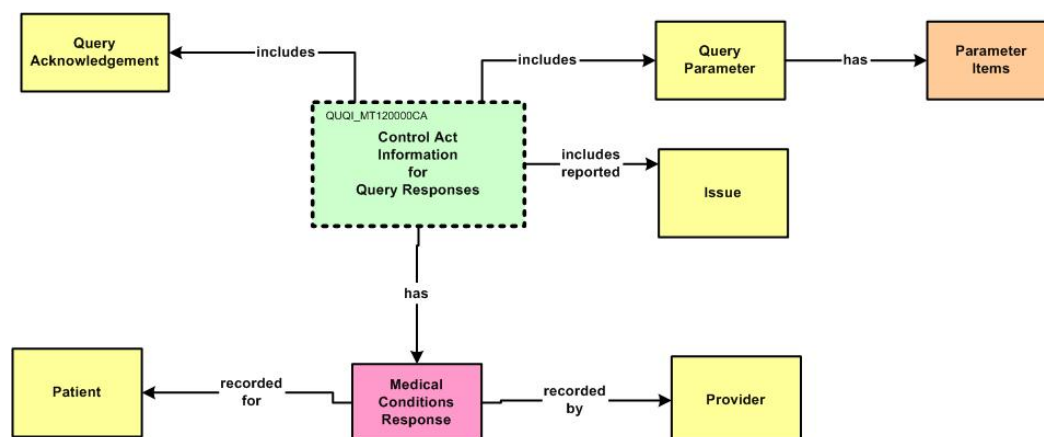 Query
Acknowledgement
includes
includes
Query
Parameter
has
Parameter
Items
QUQI_MT120000CA
Control Act
Information
for
Query Responses
includes
reported
Issue
has
Patient
recorded
for
Medical
Conditions
Response
recorded
by
Provider